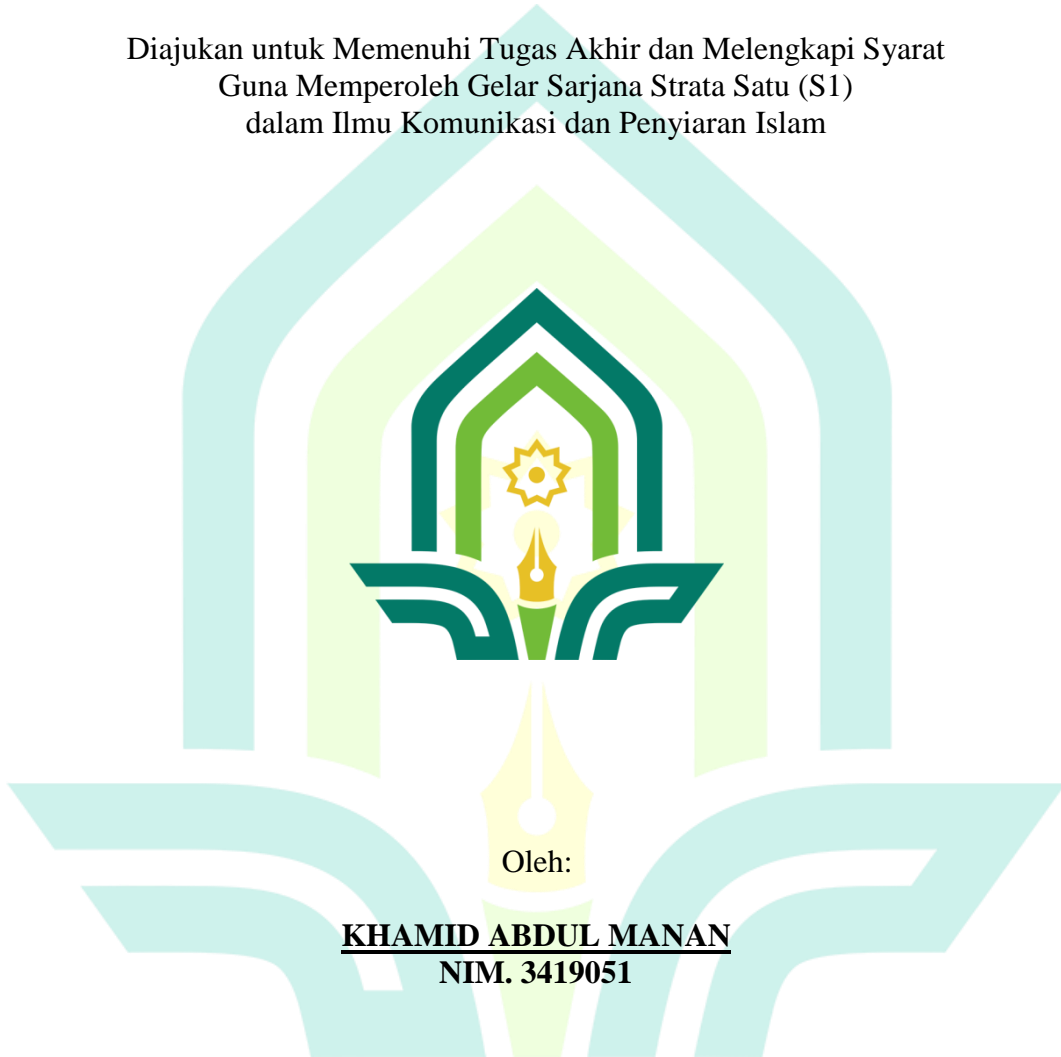 Diajukan untuk Memenuhi Tugas Akhir dan Melengkapi Syarat
Guna Memperoleh Gelar Sarjana Strata Satu (S1)
dalam Ilmu Komunikasi dan Penyiaran Islam
Oleh:
KHAMID ABDUL MANAN
NIM. 3419051